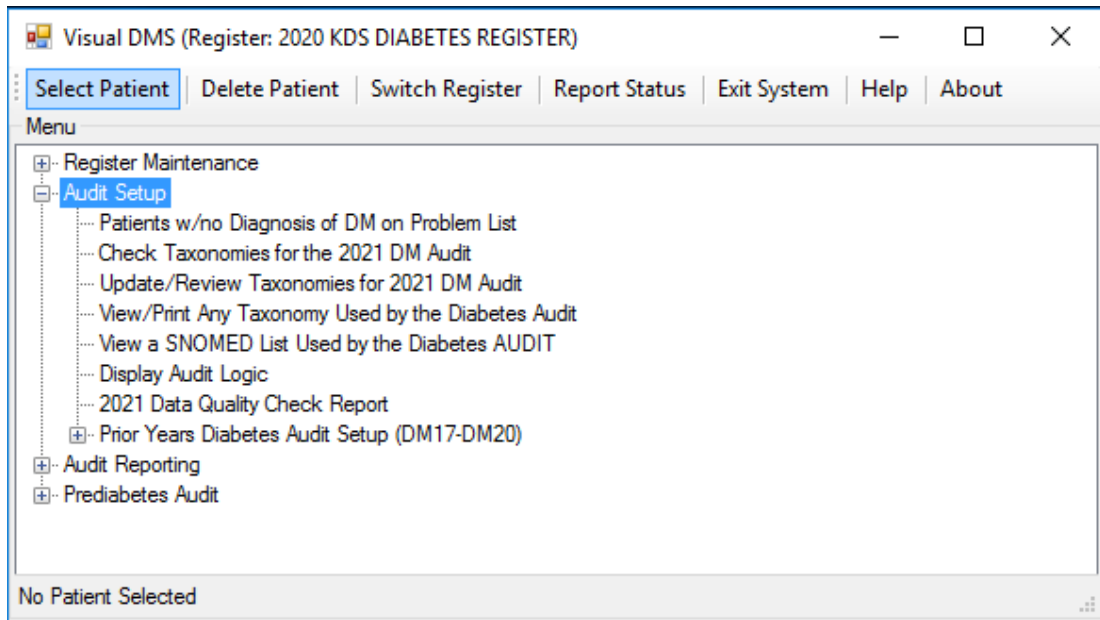 Visual DMS (Register: 2020 KDS DIABETES REGISTER)
Select Patient Delete Patient Switch Register Report Status Exit System Help About
Menu
Register Maintenance
Audit Setup
Patients w/no Diagnosis of DM on Problem List
Check Taxonomies for the 2021 DM Audit
Update/Review Taxonomies for 2021 DM Audit
View/Print Any Taxonomy Used by the Diabetes Audit
View a SNOMED List Used by the Diabetes AUDIT
Display Audit Logic
2021 Data Quality Check Report
Prior Years Diabetes Audit Setup (DM17-DM20)
Audit Reporting
Prediabetes Audit
No Patient Selected